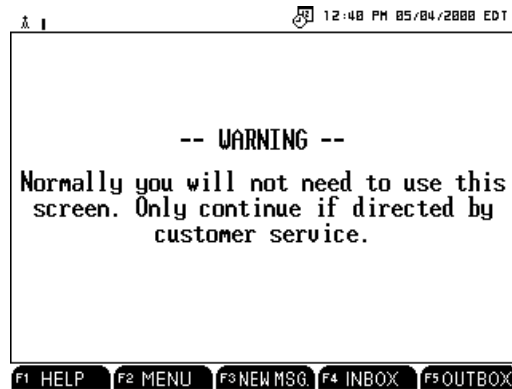 12:40 PM 05/04/2000 EDT
-- WARNING --
Normally you will not need to use this
screen. Only continue if directed by
customer service.
F1 HELP F2 MENU F3 NEW MSG. F4 INBOX F5 OUTBOX